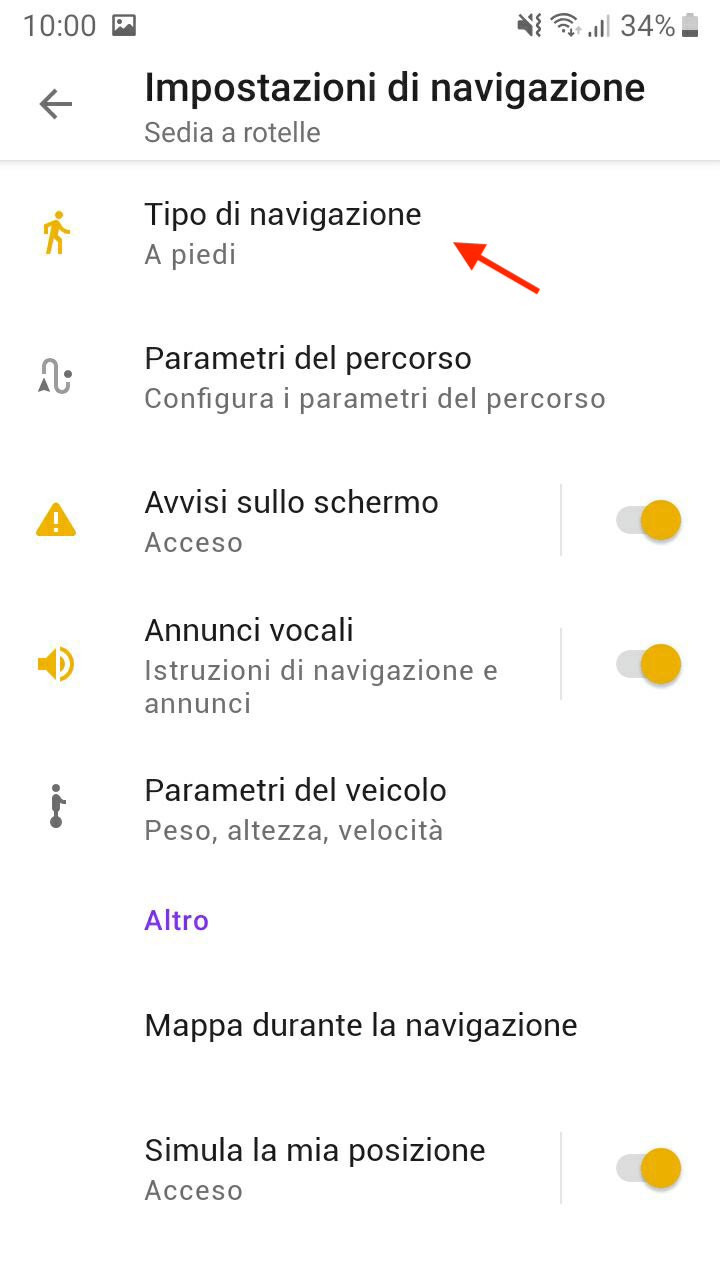 10:00
34%
Impostazioni di navigazione
Sedia a rotelle
Tipo di navigazione
A piedi
Parametri del percorso
Configura i parametri del percorso
Avvisi sullo schermo
Acceso
Annunci vocali
Istruzioni di navigazione e
annunci
Parametri del veicolo
Peso, altezza, velocità
Altro
Mappa durante la navigazione
Simula la mia posizione
Acceso